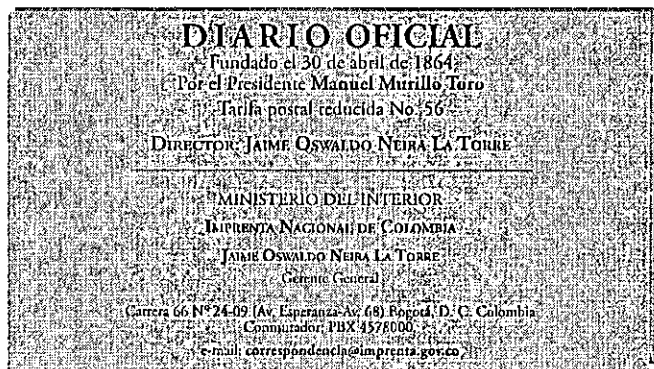 DIARIO OFICIAL
Fundado el 30 de abril de 1864
Por el Presidente Manuel Murillo Toro
Tarifa postal reducida No. 56
DIRECTOR: JAIME OSWALDO NEIRA LA TORRE
MINISTERIO DEL INTERIOR
IMPRENTA NACIONAL DE COLOMBIA
JAIME OSWALDO NEIRA LA TORRE
Gerente General
Carrera 66 Nº 24-09 (Av. Esperanza-Av. 68) Bogotá, D. C. Colombia
Conmutador: PBX 4578000.
e-mail: correspondencia@imprenta.gov.co